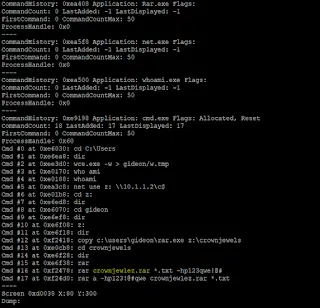 CommandHistory: 0xea408 Application: Rar.exe Flags:
CommandCount: 0 LastAdded: -1 LastDisplayed: -1
FirstCommand: 0 CommandCountMax: 50
ProcessHandle: 0x0
----
CommandHistory: 0xea5f8 Application: net.exe Flags:
CommandCount: 0 LastAdded: -1 LastDisplayed: -1
FirstCommand: 0 CommandCountMax: 50
ProcessHandle: 0x0
----
CommandHistory: 0xea500 Application: whoami.exe Flags:
CommandCount: 0 LastAdded: -1 LastDisplayed: -1
FirstCommand: 0 CommandCountMax: 50
ProcessHandle: 0x0
----
CommandHistory: 0xe9198 Application: cmd.exe Flags: Allocated, Reset
CommandCount: 18 LastAdded: 17 LastDisplayed: 17
FirstCommand: 0 CommandCountMax: 50
ProcessHandle: 0x60
Cmd #0 at 0xe6030: cd C:\Users
Cmd #1 at 0xe6ea8: dir
Cmd #2 at 0xea3d0: wce.exe -w > gideon/w.tmp
Cmd #3 at 0xe0170: who ami
Cmd #4 at 0xe0188: whoami
Cmd #5 at 0xea3c8: net use z: \\10.1.1.2\c$
Cmd #6 at 0xe01b8: cd z:
Cmd #7 at 0xe6ed8: dir
Cmd #8 at 0xe6070: cd gideon
Cmd #9 at 0xe6ef8: dir
Cmd #10 at 0xe6f08: z:
Cmd #11 at 0xe6f18: dir
Cmd #12 at 0xf2418: copy c:\users\gideon\rar.exe z:\crownjewels
Cmd #13 at 0xe0cb8: cd crownjewels
Cmd #14 at 0xe6f28: dir
Cmd #15 at 0xe6f38: rar
Cmd #16 at 0xf2478: rar crownjewlez.rar *.txt -hp123qwe!@#
Cmd #17 at 0xf24d0: rar a -hp123!@#qwe crownjewlez.rar *.txt
----
Screen 0xd0038 X:80 Y:300
Dump: